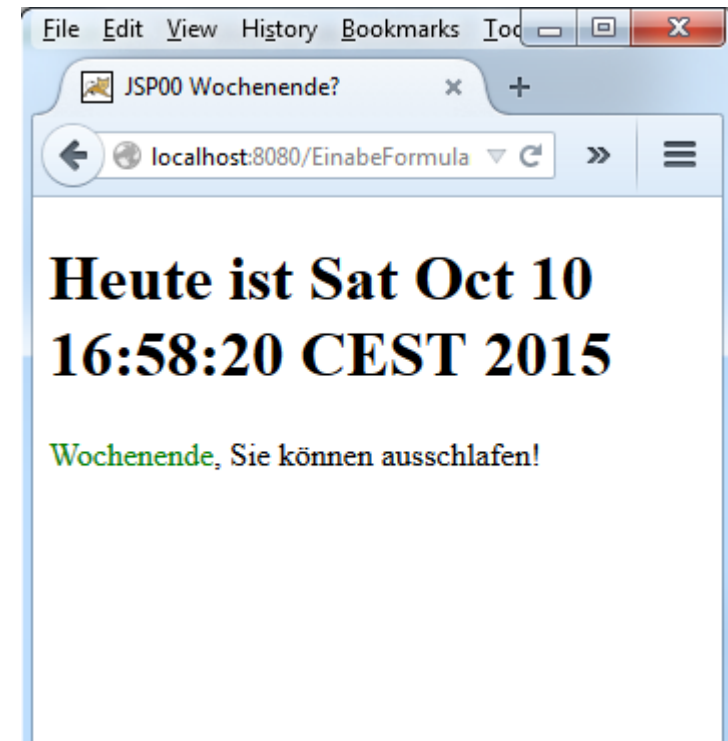 File Edit View History Bookmarks Too
JSP00 Wochenende?
localhost:8080/EinabeFormula
Heute ist Sat Oct 10
16:58:20 CEST 2015
Wochenende, Sie können ausschlafen!